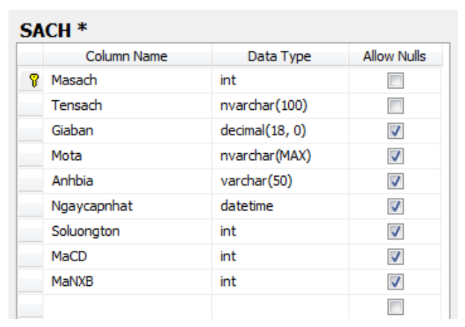 SACH *
Column Name Data Type Allow Nulls
Masach int
Tensach nvarchar(100)
Giaban decimal(18, 0)
Mota nvarchar(MAX)
Anhbia varchar(50)
Ngaycapnhat datetime
Soluongton int
MaCD int
MaNXB int